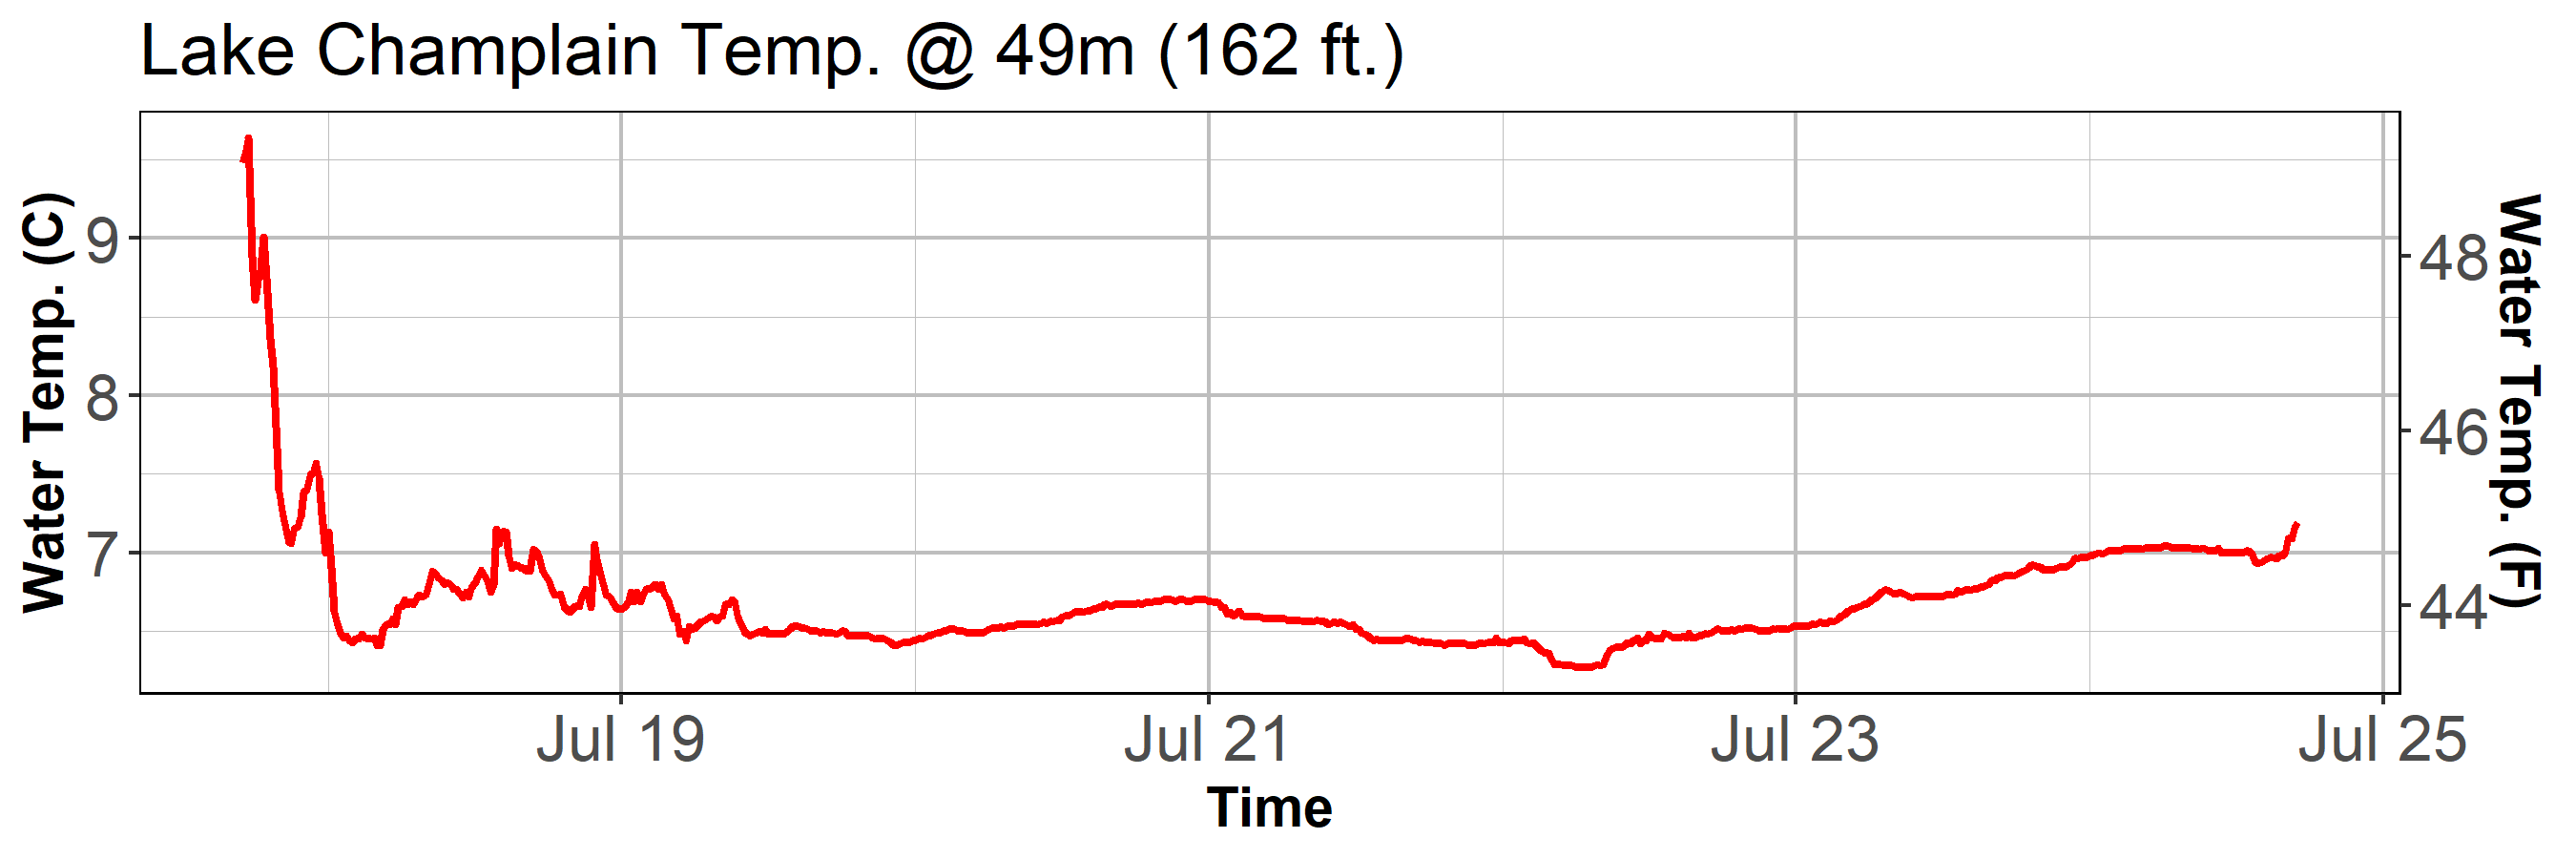 Lake Champlain Temp. @ 49m (162 ft.)
Water Temp. (C)
9
8
7
48
46
44
Water Temp. (F)
Jul 19 Jul 21 Jul 23 Jul 25
Time